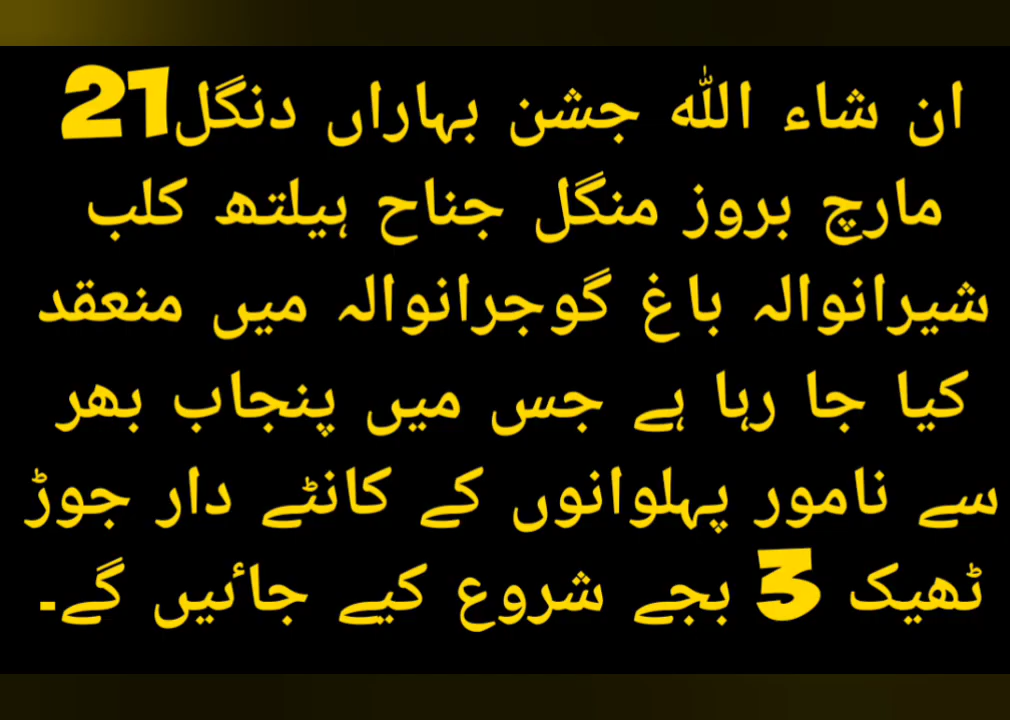 ان شاء اللہ جشن بہاراں دنگل21
مارچ بروز منگل جناح ہیلتھ کلب
شیرانوالہ باغ گوجرانوالہ میں منعقد
کیا جا رہا ہے جس میں پنجاب بھر
سے نامور پہلوانوں کے کانٹے دار جوڑ
ٹھیک 3 بجے شروع کیے جائیں گے۔